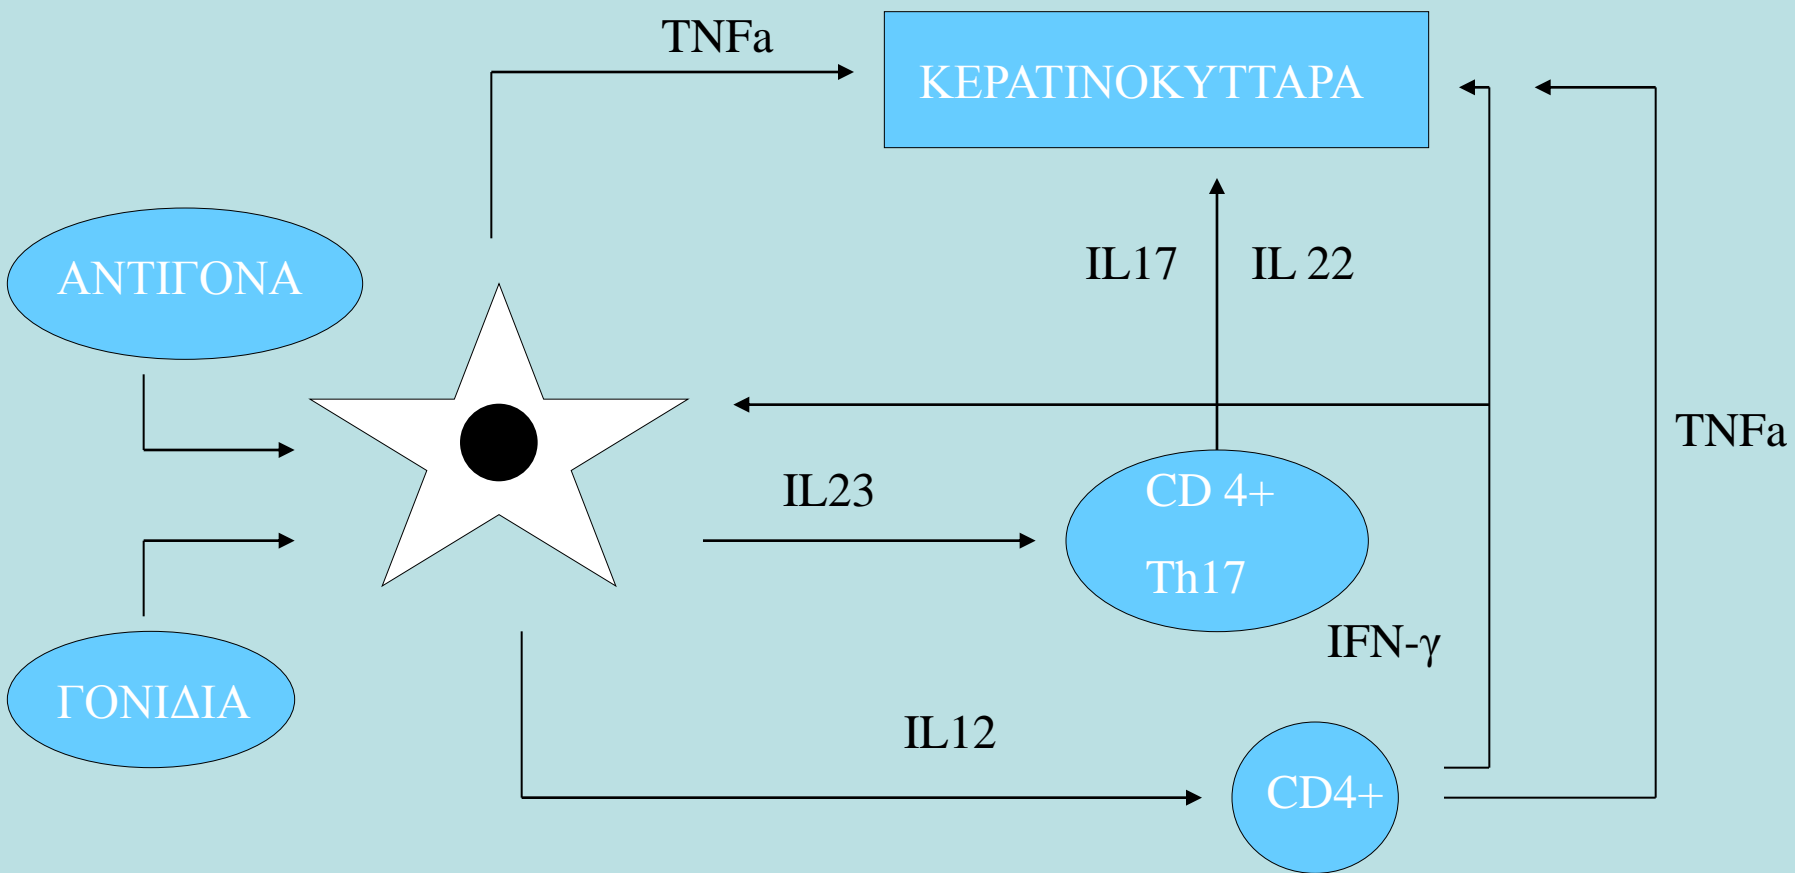 TNFa
ΚΕΡΑΤΙΝΟΚΥΤΤΑΡΑ
ΑΝΤΙΓΟΝΑ
IL17
IL 22
TNFa
IL23
CD 4+
Th17
IFN-γ
ΓΟΝΙΔΙΑ
IL12
CD4+